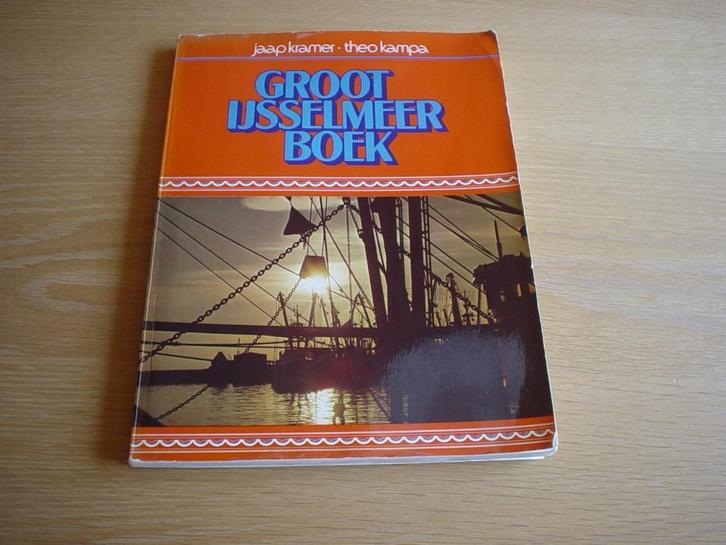 jaap kramer · theo kampa
GROOT
IJSSELMEER
BOEK